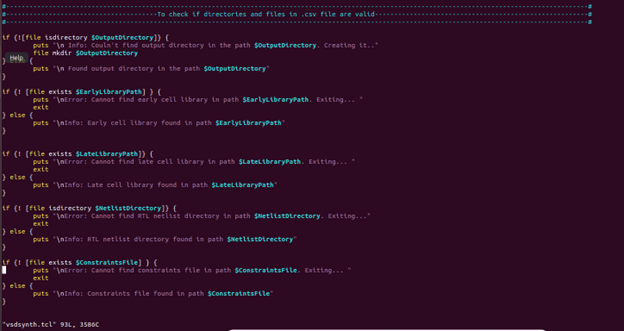 #---#
#---To check if directories and files in .csv file are valid---#
#---#
if {![file isdirectory $OutputDirectory]} {
puts "\n Info: Couln't find output directory in the path $OutputDirectory. Creating it.."
file mkdir $OutputDirectory
} {
Help
puts "\n Found output directory in the path $OutputDirectory"
}
if {! [file exists $EarlyLibraryPath] } {
puts "\nError: Cannot find early cell library in path $EarlyLibraryPath. Exiting... "
exit
} else {
puts "\nInfo: Early cell library found in path $EarlyLibraryPath"
}
if {! [file exists $LateLibraryPath]} {
puts "\nError: Cannot find late cell library in path $LateLibraryPath. Exiting... "
exit
} else {
puts "\nInfo: Late cell library found in path $LateLibraryPath"
}
if {! [file isdirectory $NetlistDirectory]} {
puts "\nError: Cannot find RTL netlist directory in path $NetlistDirectory. Exiting..."
exit
} else {
puts "\nInfo: RTL netlist directory found in path $NetlistDirectory"
}
if {! [file exists $ConstraintsFile] } {
puts "\nError: Cannot find constraints file in path $ConstraintsFile. Exiting... "
exit
} else {
puts "\nInfo: Constraints file found in path $ConstraintsFile"
}
"vsdsynth.tcl" 93L, 3586C